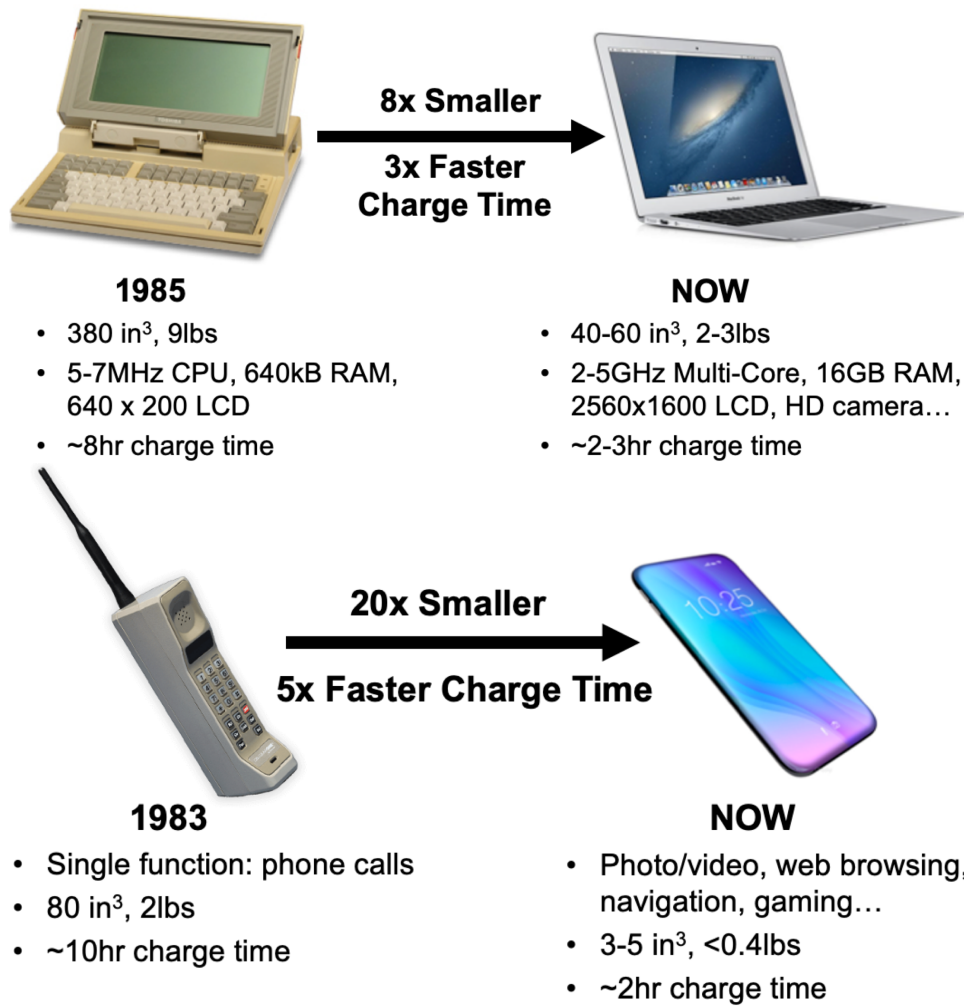 8x Smaller
3x Faster
Charge Time
1985
NOW
• 380 in³, 9lbs
• 5-7MHz CPU, 640kB RAM,
640 x 200 LCD
• ~8hr charge time
• 40-60 in³, 2-3lbs
• 2-5GHz Multi-Core, 16GB RAM,
2560x1600 LCD, HD camera…
• ~2-3hr charge time
10:25
20x Smaller
5x Faster Charge Time
1983
NOW
• Single function: phone calls
• 80 in³, 2lbs
• ~10hr charge time
• Photo/video, web browsing,
navigation, gaming…
• 3-5 in³, <0.4lbs
• ~2hr charge time